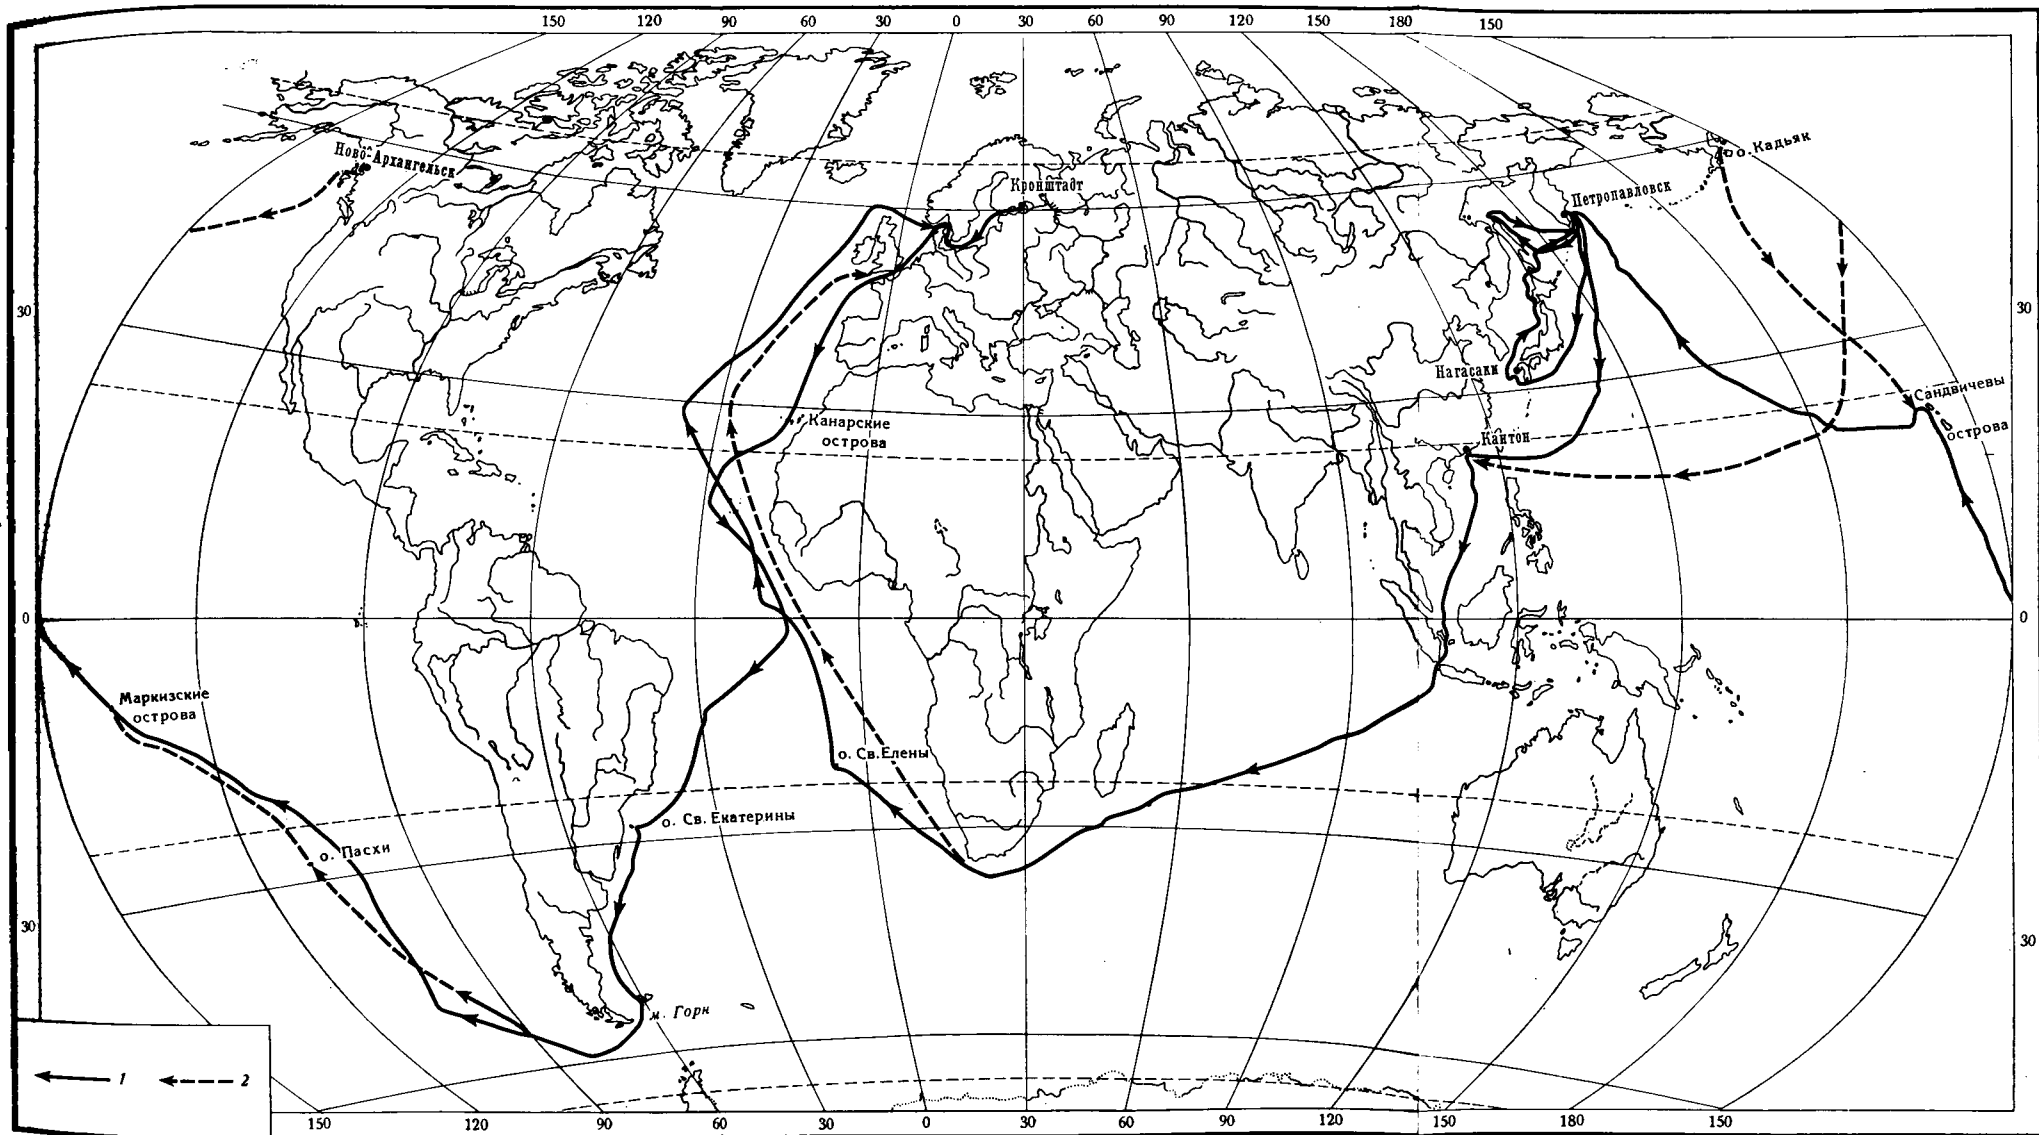 150 120 90 60 30 0 30 60 90 120 150 180 150
Ново-Архангельск
Кронштадт
о. Кадьяк
Петропавловск
30
30
Нагасаки
Сандвичевы
острова
Канарские
острова
Кантон
0
0
Маркизские
острова
о. Св. Елены
о. Св. Екатерины
о. Пасхи
30
30
м. Горн
1 2
150 120 90 60 30 0 30 60 90 120 150 180 150